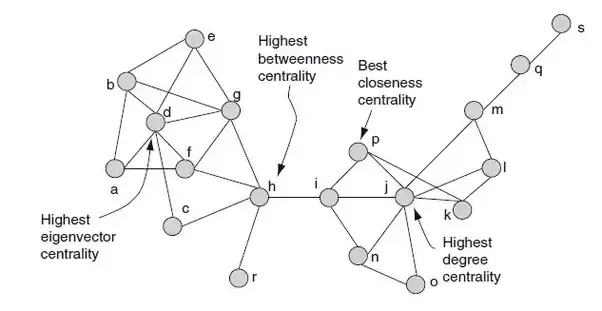 s
e
Highest
betweenness
centrality
q
Best
closeness
centrality
b
g
d
m
p
f
l
a
h
i
j
k
Highest
eigenvector
centrality
c
Highest
degree
centrality
n
r
o